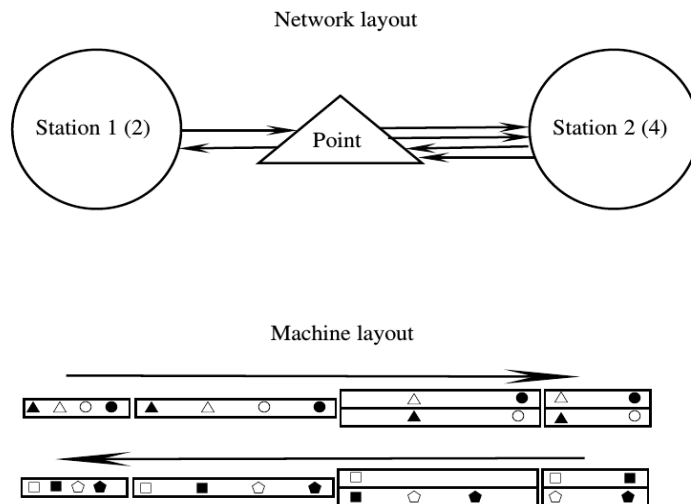 Network layout
Station 1 (2)
Point
Station 2 (4)
Machine layout